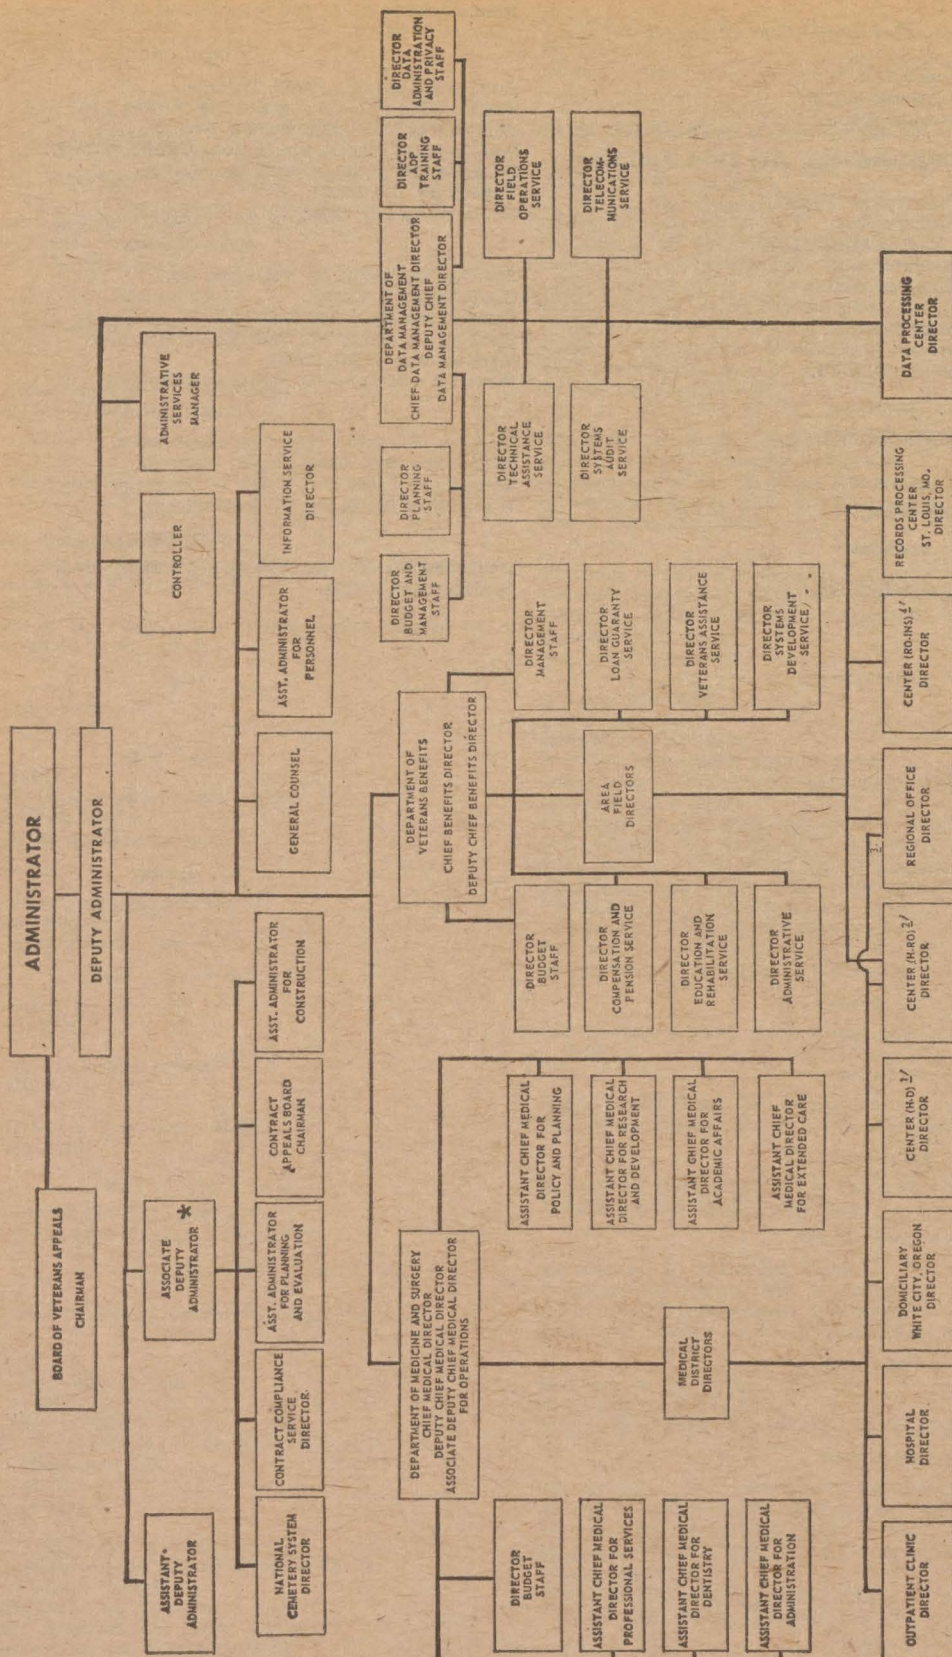 ADMINISTRATOR
DEPUTY ADMINISTRATOR
BOARD OF VETERANS APPEALS
CHAIRMAN
ASSISTANT
DEPUTY
ADMINISTRATOR
ASSOCIATE
DEPUTY
ADMINISTRATOR *
CONTROLLER
ADMINISTRATIVE
SERVICES
MANAGER
NATIONAL
CEMETERY SYSTEM
DIRECTOR
CONTRACT COMPLIANCE
SERVICE
DIRECTOR
ASST. ADMINISTRATOR
FOR PLANNING
AND EVALUATION
CONTRACT
APPEALS BOARD
CHAIRMAN
ASST. ADMINISTRATOR
FOR
CONSTRUCTION
GENERAL COUNSEL
ASST. ADMINISTRATOR
FOR
PERSONNEL
INFORMATION SERVICE
DIRECTOR
DEPARTMENT OF MEDICINE AND SURGERY
CHIEF MEDICAL DIRECTOR
DEPUTY CHIEF MEDICAL DIRECTOR
ASSOCIATE DEPUTY CHIEF MEDICAL DIRECTOR
FOR OPERATIONS
DEPARTMENT OF
VETERANS BENEFITS
CHIEF BENEFITS DIRECTOR
DEPUTY CHIEF BENEFITS DIRECTOR
DIRECTOR
BUDGET AND
MANAGEMENT
STAFF
DIRECTOR
PLANNING
STAFF
DEPARTMENT OF
DATA MANAGEMENT
CHIEF DATA MANAGEMENT DIRECTOR
DEPUTY CHIEF
DATA MANAGEMENT DIRECTOR
DIRECTOR
ADP
TRAINING
STAFF
DIRECTOR
DATA
ADMINISTRATION
AND PRIVACY
STAFF
DIRECTOR
BUDGET
STAFF
ASSISTANT CHIEF MEDICAL
DIRECTOR FOR
PROFESSIONAL SERVICES
ASSISTANT CHIEF MEDICAL
DIRECTOR FOR
DENTISTRY
ASSISTANT CHIEF MEDICAL
DIRECTOR FOR
ADMINISTRATION
MEDICAL
DISTRICT
DIRECTORS
ASSISTANT CHIEF MEDICAL
DIRECTOR FOR
POLICY AND PLANNING
ASSISTANT CHIEF MEDICAL
DIRECTOR FOR RESEARCH
AND DEVELOPMENT
ASSISTANT CHIEF MEDICAL
DIRECTOR FOR
ACADEMIC AFFAIRS
ASSISTANT CHIEF
MEDICAL DIRECTOR
FOR EXTENDED CARE
DIRECTOR
BUDGET
STAFF
DIRECTOR
COMPENSATION AND
PENSION SERVICE
DIRECTOR
EDUCATION AND
REHABILITATION
SERVICE
DIRECTOR
ADMINISTRATIVE
SERVICE
AREA
FIELD
DIRECTORS
DIRECTOR
MANAGEMENT
STAFF
DIRECTOR
LOAN GUARANTY
SERVICE
DIRECTOR
VETERANS ASSISTANCE
SERVICE
DIRECTOR
SYSTEMS
DEVELOPMENT
SERVICE
DIRECTOR
TECHNICAL
ASSISTANCE
SERVICE
DIRECTOR
SYSTEMS
AUDIT
SERVICE
DIRECTOR
FIELD
OPERATIONS
SERVICE
DIRECTOR
TELECOM-
MUNICATIONS
SERVICE
OUTPATIENT CLINIC
DIRECTOR
HOSPITAL
DIRECTOR
DOMICILIARY
WHITE CITY, OREGON
DIRECTOR
CENTER (H-D)
DIRECTOR
CENTER (H-RO) 2/
DIRECTOR
REGIONAL OFFICE
DIRECTOR
CENTER (RO-INS)
DIRECTOR
RECORDS PROCESSING
CENTER
ST. LOUIS, MO.
DIRECTOR
DATA PROCESSING
CENTER
DIRECTOR